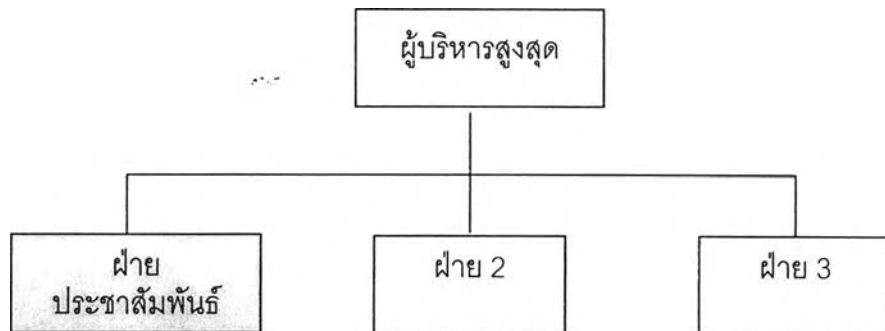 ผู้บริหารสูงสุด
ฝ่าย
ประชาสัมพันธ์
ฝ่าย 2
ฝ่าย 3